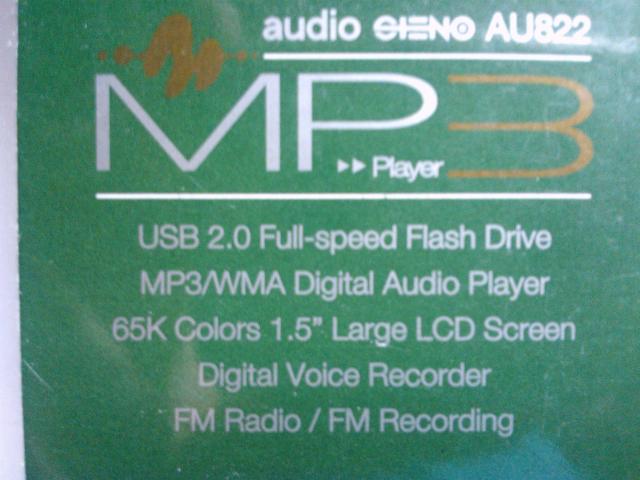 audio GIENO AU822
MP3
Player
USB 2.0 Full-speed Flash Drive
MP3/WMA Digital Audio Player
65K Colors 1.5” Large LCD Screen
Digital Voice Recorder
FM Radio / FM Recording